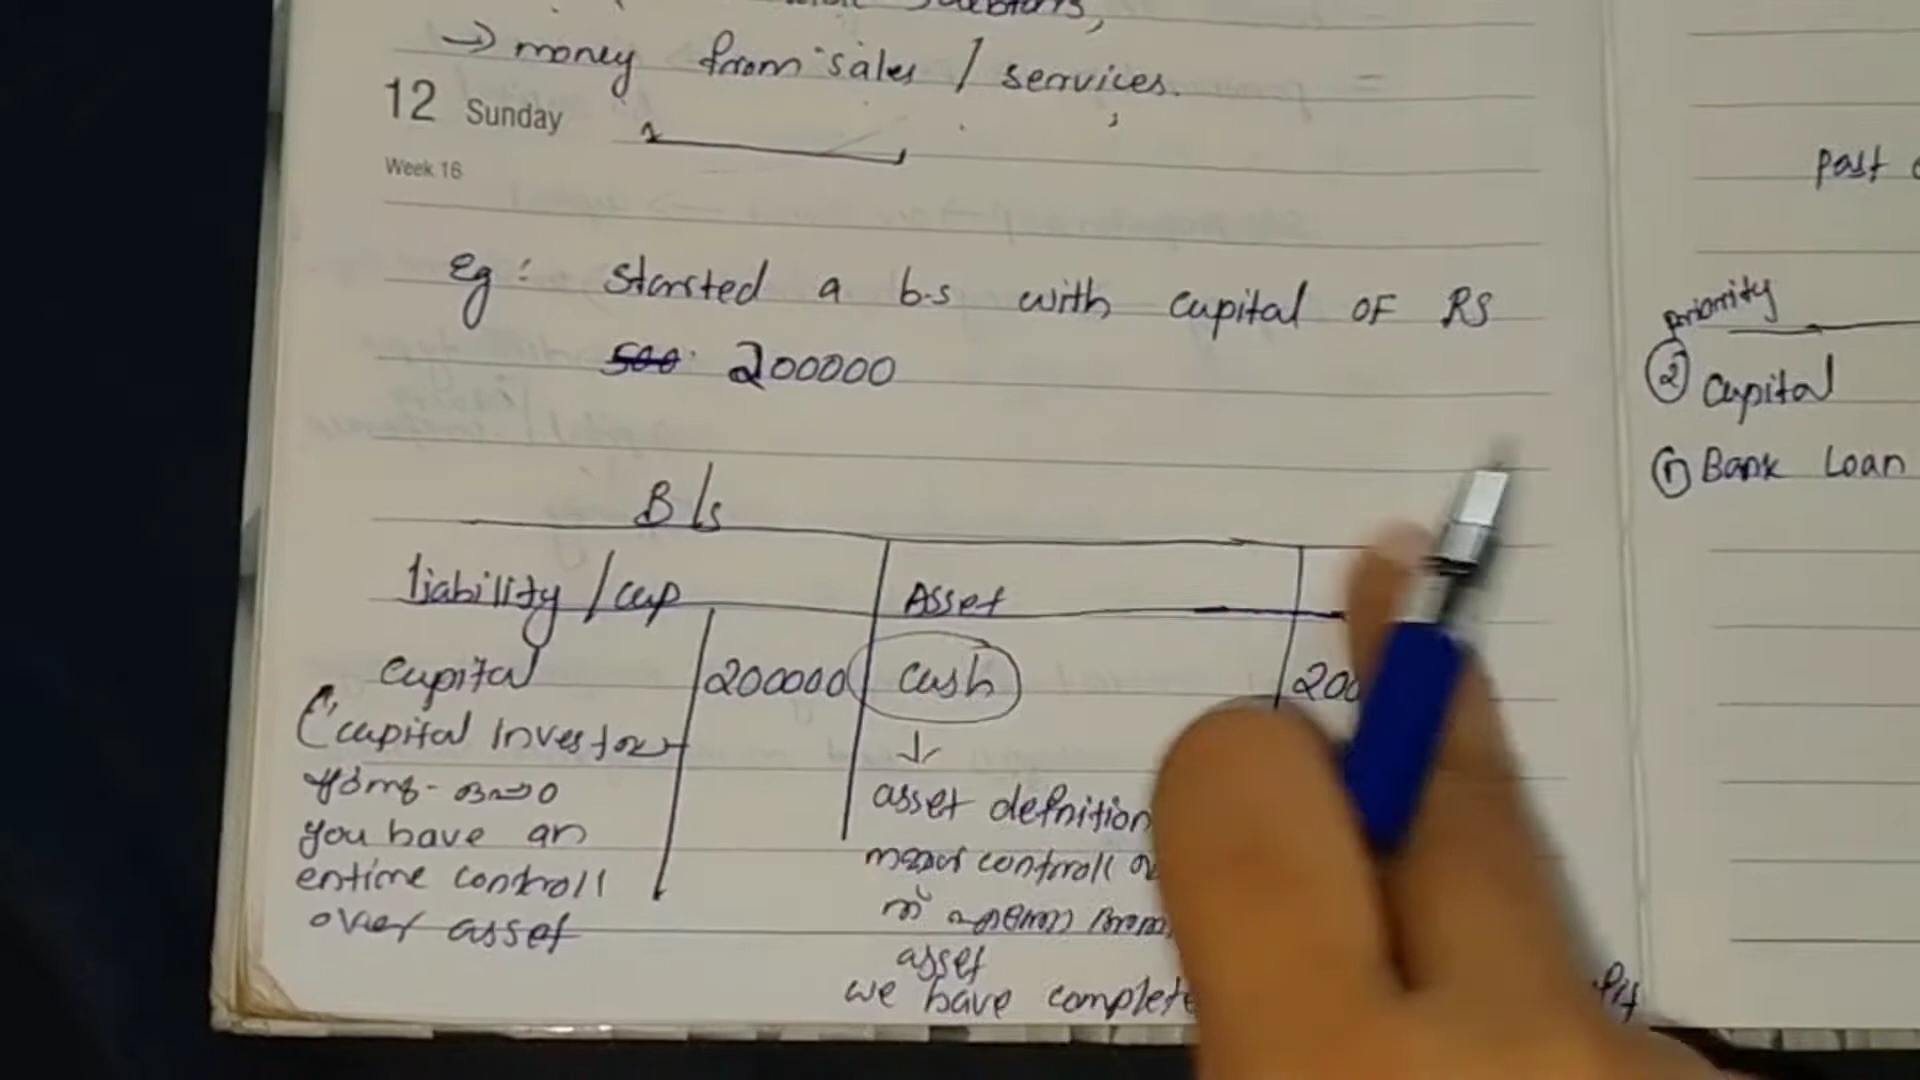 → money from sales / services.
12 Sunday
Week 16
Eg: Started a b.s with capital OF RS
500 200000
B/s
liability / cap Asset
Capital 200000 Cash 200
(capital Investor
you have an
entire controll
over asset
asset defnition
controll
asset
we have complete
Past
Priority
② Capital
① Bank Loan